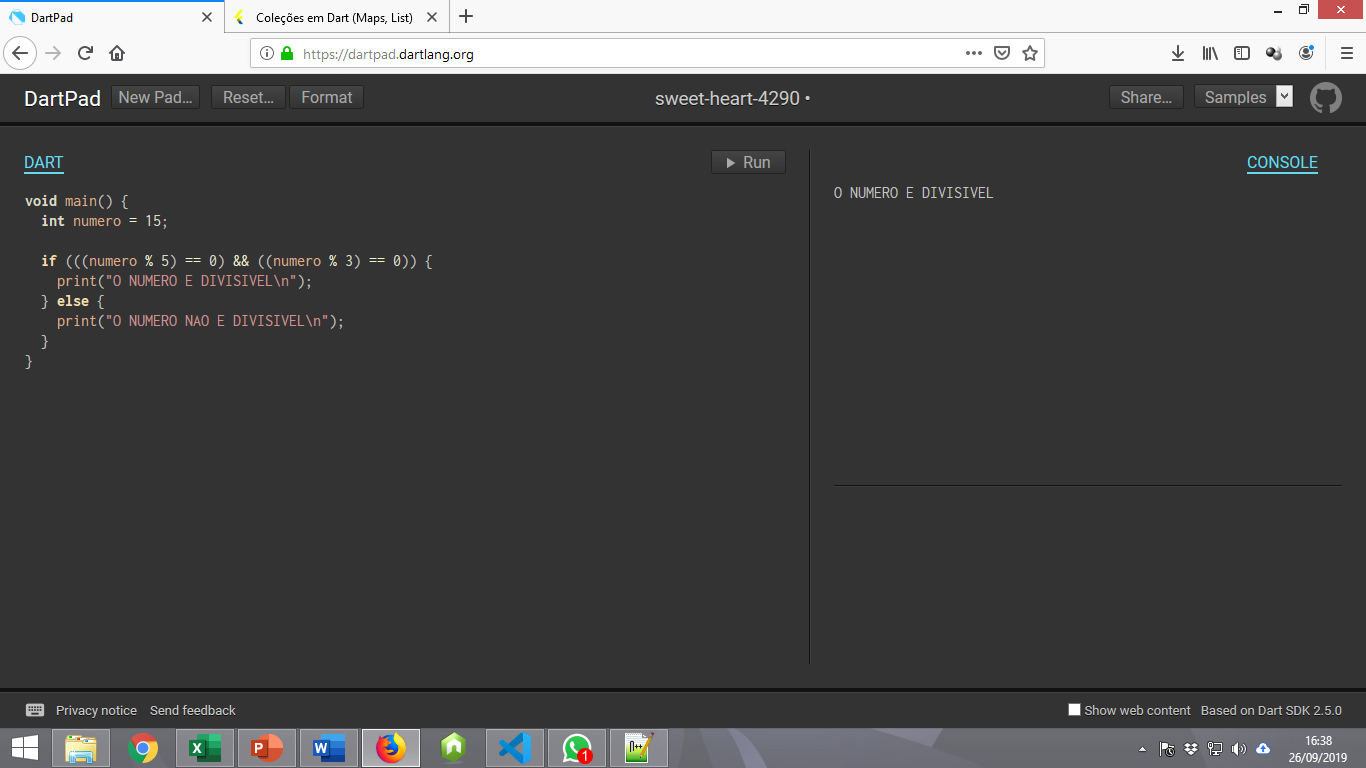 DartPad
Coleções em Dart (Maps, List)
https://dartpad.dartlang.org
DartPad
New Pad...
Reset...
Format
sweet-heart-4290 •
Share...
Samples
DART
Run
CONSOLE
void main() {
int numero = 15;
if (((numero % 5) == 0) && ((numero % 3) == 0)) {
print("O NUMERO E DIVISIVEL\n");
} else {
print("O NUMERO NAO E DIVISIVEL\n");
}
}
O NUMERO E DIVISIVEL
Privacy notice
Send feedback
Show web content
Based on Dart SDK 2.5.0
1
16:38
26/09/2019